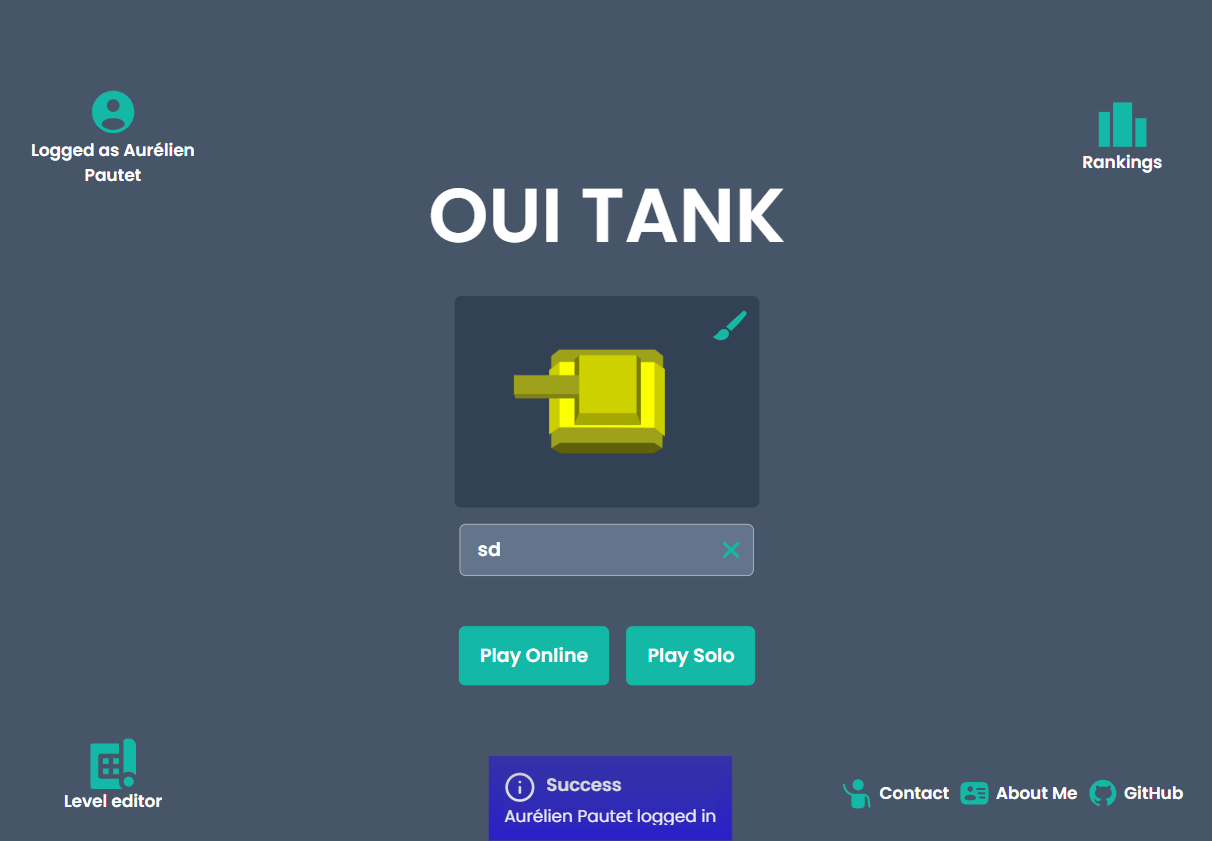 Logged as Aurélien
Pautet
Rankings
OUI TANK
sd
Play Online
Play Solo
Level editor
Success
Aurélien Pautet logged in
Contact
About Me
GitHub